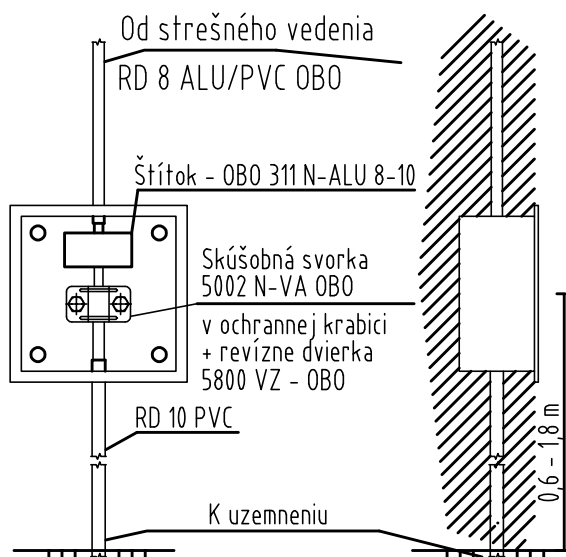 Od strešného vedenia
RD 8 ALU/PVC OBO
Štítok - OBO 311 N-ALU 8-10
Skúšobná svorka
5002 N-VA OBO
v ochrannej krabici
+ revízne dvierka
5800 VZ - OBO
RD 10 PVC
0,6 - 1,8 m
K uzemneniu